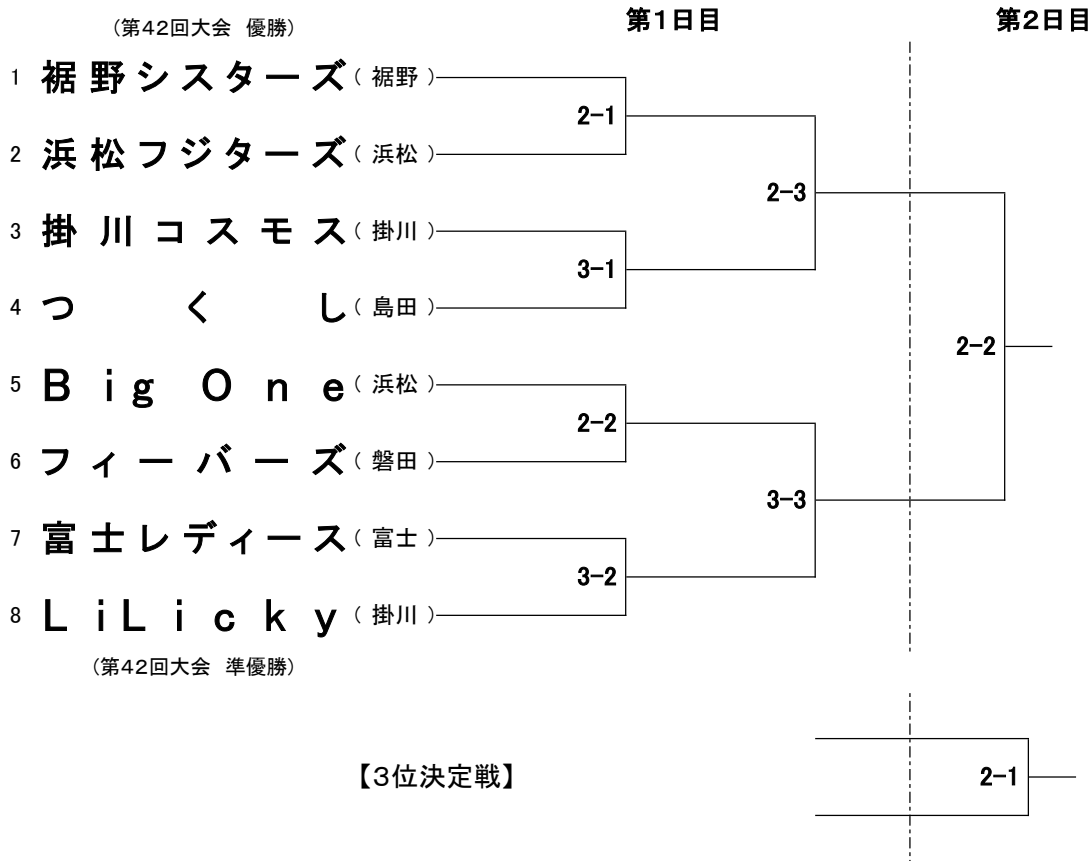 (第42回大会 優勝)
第1日目
第2日目
1 裾野シスターズ（裾野）
2-1
2 浜松フジターズ（浜松）
2-3
3 掛川コスモス（掛川）
3-1
4 つくし（島田）
2-2
5 Big One（浜松）
2-2
6 フィーバーズ（磐田）
3-3
7 富士レディース（富士）
3-2
8 LiLicky（掛川）
(第42回大会 準優勝)
【3位決定戦】
2-1